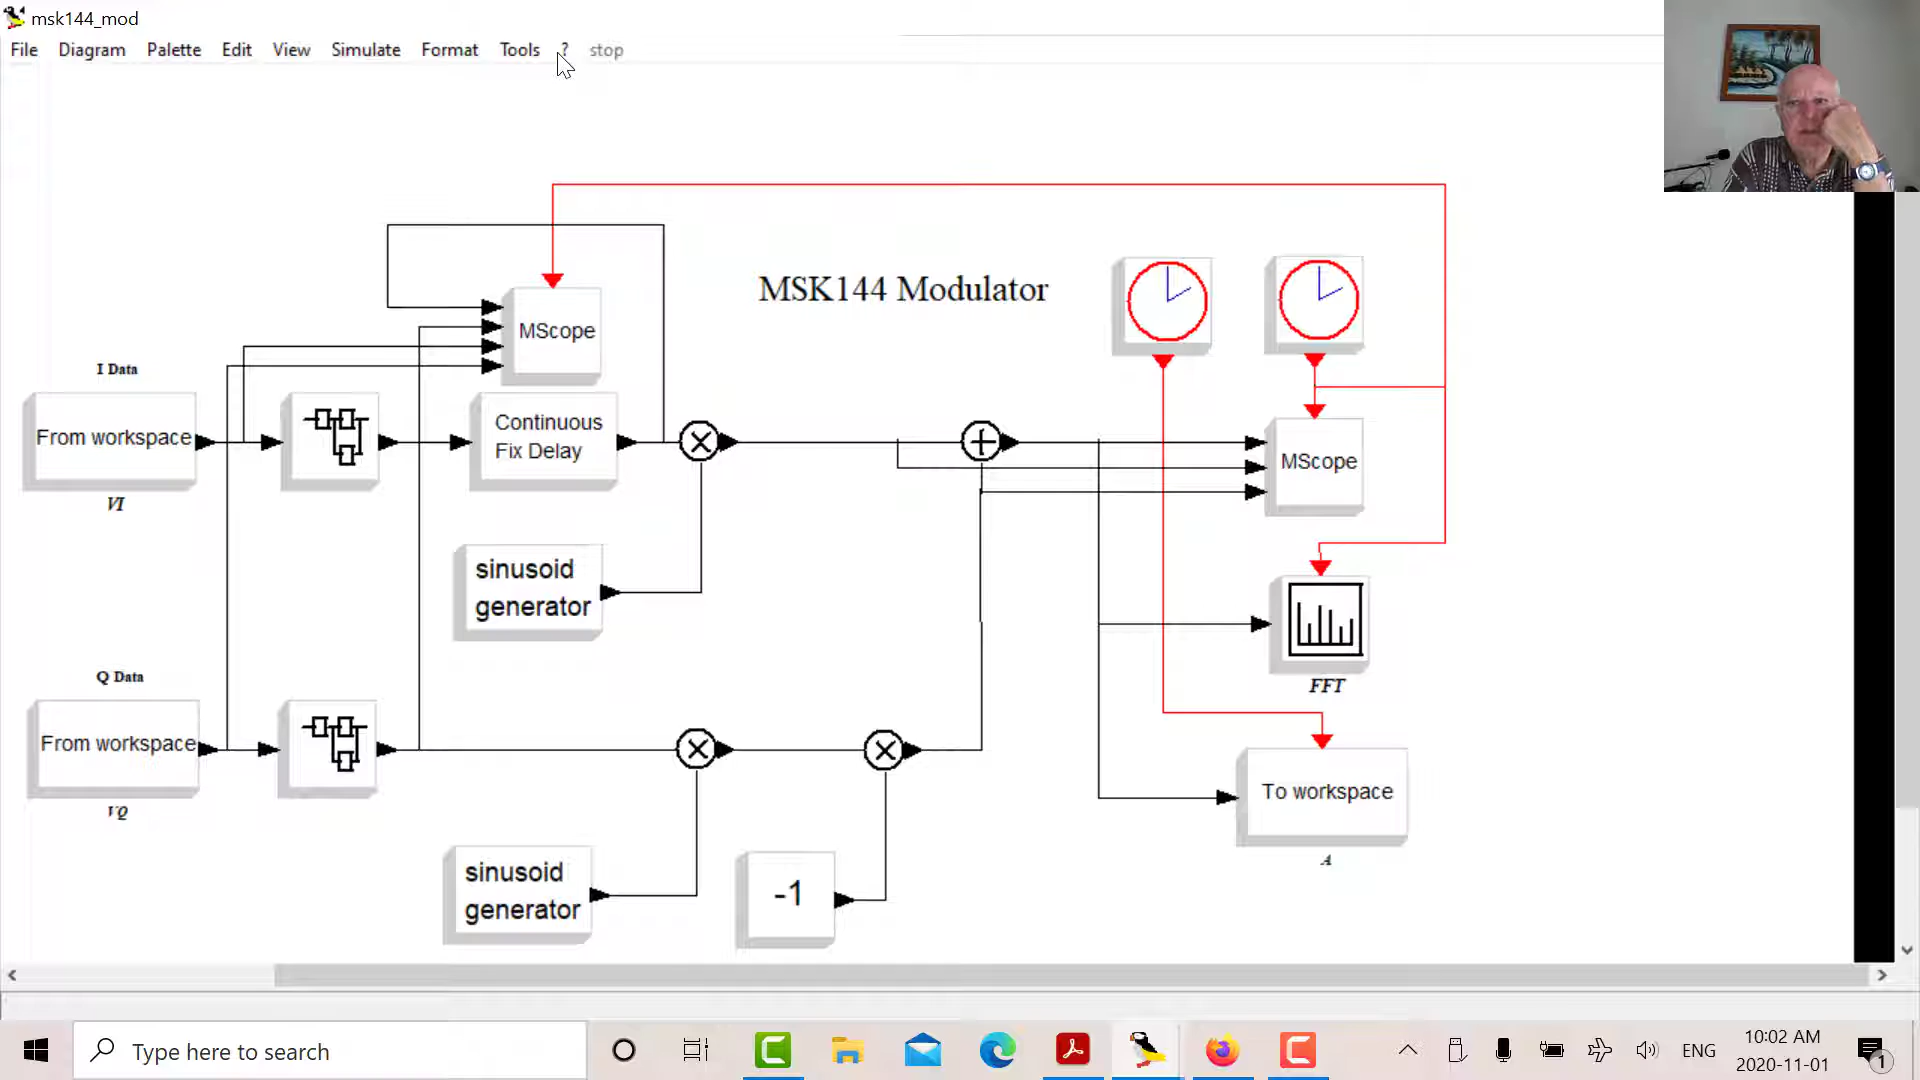 msk144_mod
File Diagram Palette Edit View Simulate Format Tools ? stop
MSK144 Modulator
MScope
I Data
From workspace
VI
Continuous
Fix Delay
MScope
sinusoid
generator
FFT
Q Data
From workspace
VQ
To workspace
A
sinusoid
generator
-1
Type here to search
ENG
10:02 AM
2020-11-01
1